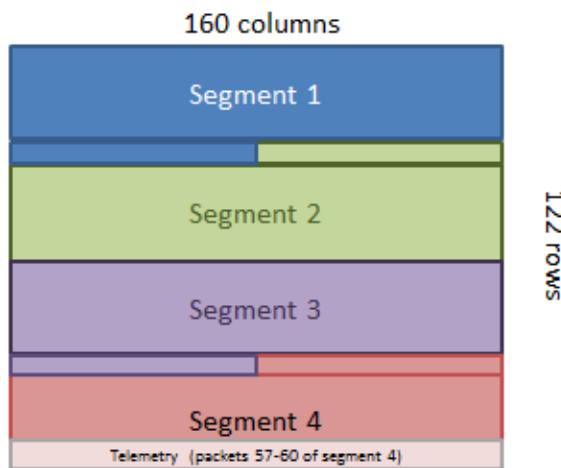 160 columns
Segment 1
Segment 2
122 rows
Segment 3
Segment 4
Telemetry (packets 57-60 of segment 4)